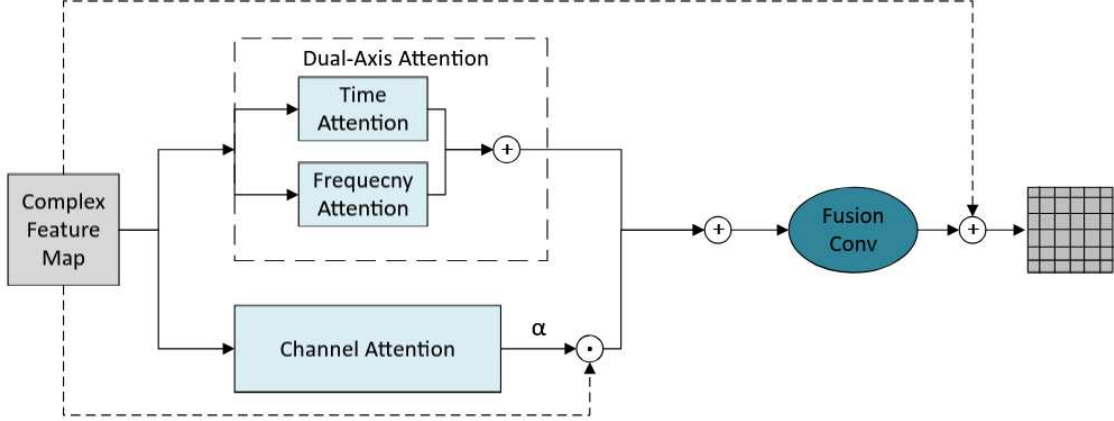 Dual-Axis Attention
Time
Attention
Frequecny
Attention
Complex
Feature
Map
Fusion
Conv
Channel Attention
α